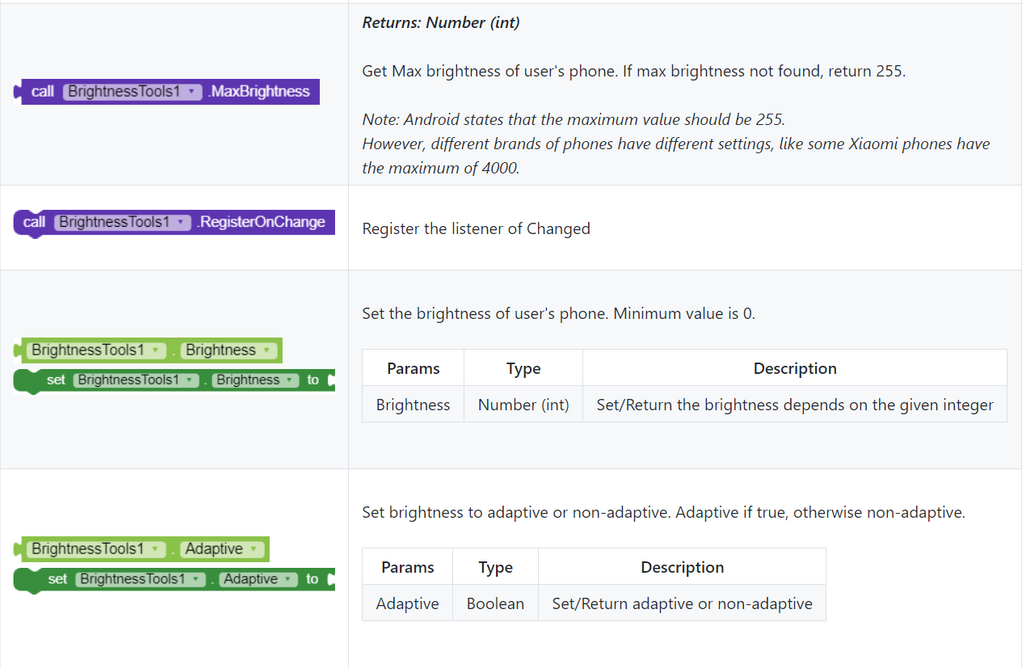 Returns: Number (int)
Get Max brightness of user's phone. If max brightness not found, return 255.
call BrightnessTools1 .MaxBrightness
Note: Android states that the maximum value should be 255.
However, different brands of phones have different settings, like some Xiaomi phones have
the maximum of 4000.
call BrightnessTools1 .RegisterOnChange
Register the listener of Changed
Set the brightness of user's phone. Minimum value is 0.
BrightnessTools1 . Brightness
set BrightnessTools1 . Brightness to
Params Type Description
Brightness Number (int) Set/Return the brightness depends on the given integer
Set brightness to adaptive or non-adaptive. Adaptive if true, otherwise non-adaptive.
BrightnessTools1 . Adaptive
set BrightnessTools1 . Adaptive to
Params Type Description
Adaptive Boolean Set/Return adaptive or non-adaptive